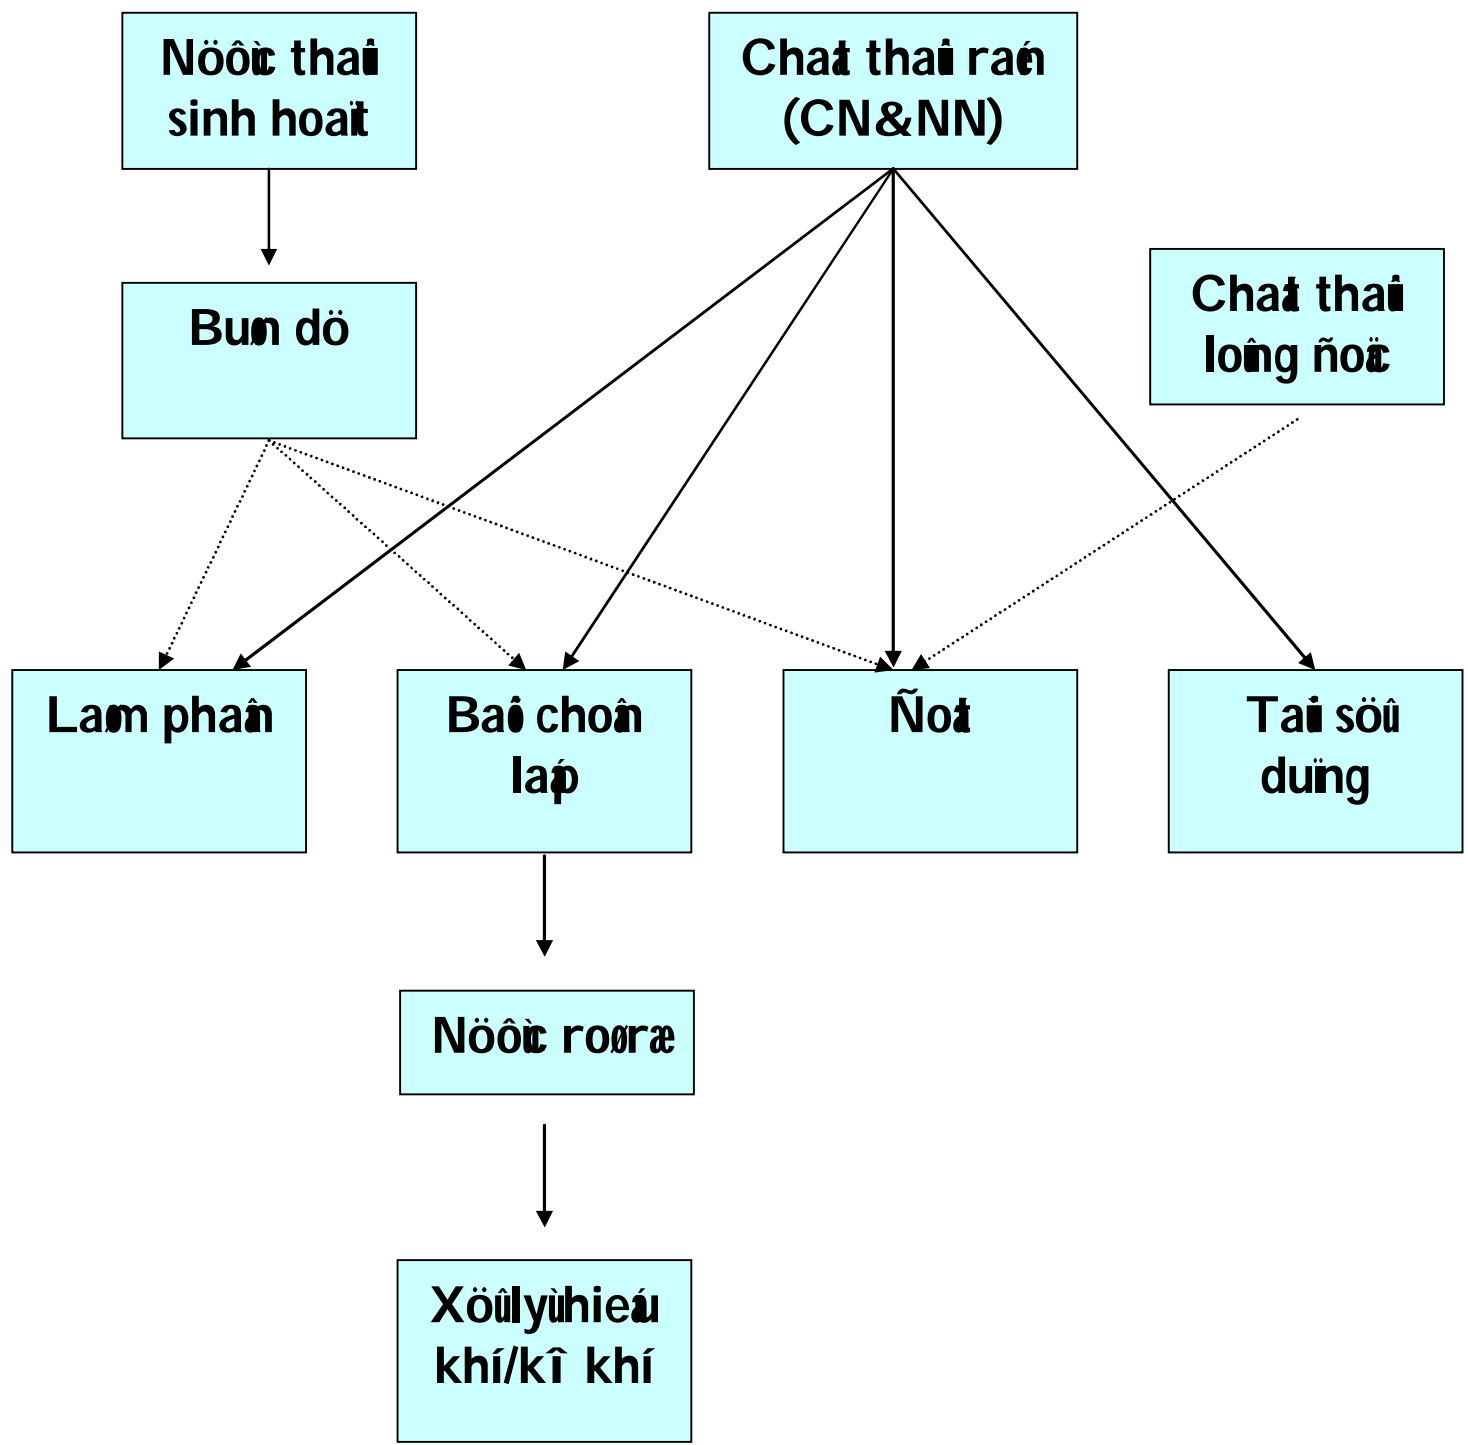 Nöôùc thaûi
sinh hoaït
Chaát thaûi raén
(CN&NN)
Buøn dö
Chaát thaûi
loûng ñoäc
Laøm phaân
Baõi choân
laáp
Ñoát
Taùi söû
duïng
Nöôùc roø ræ
Xöû lyù hieáu
khí/kî khí